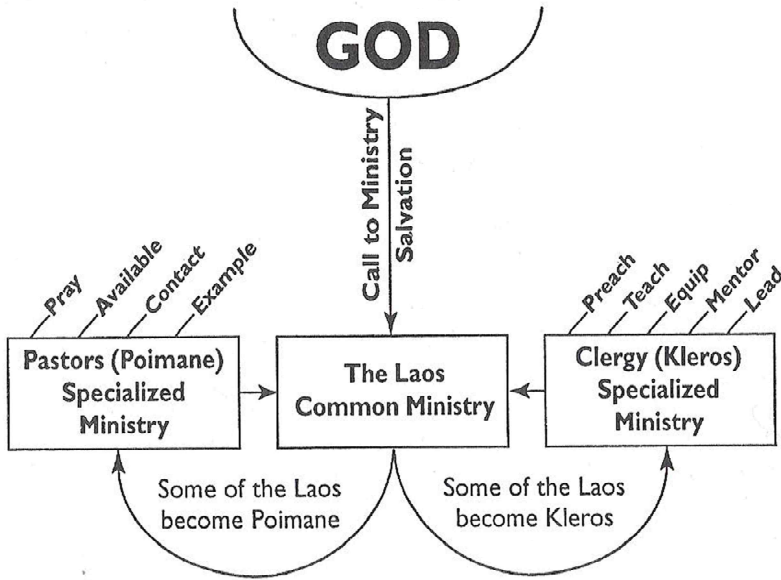 GOD
Call to Ministry
Salvation
Pray
Available
Contact
Example
Preach
Teach
Equip
Mentor
Lead
Pastors (Poimane)
Specialized
Ministry
The Laos
Common Ministry
Clergy (Kleros)
Specialized
Ministry
Some of the Laos
become Poimane
Some of the Laos
become Kleros